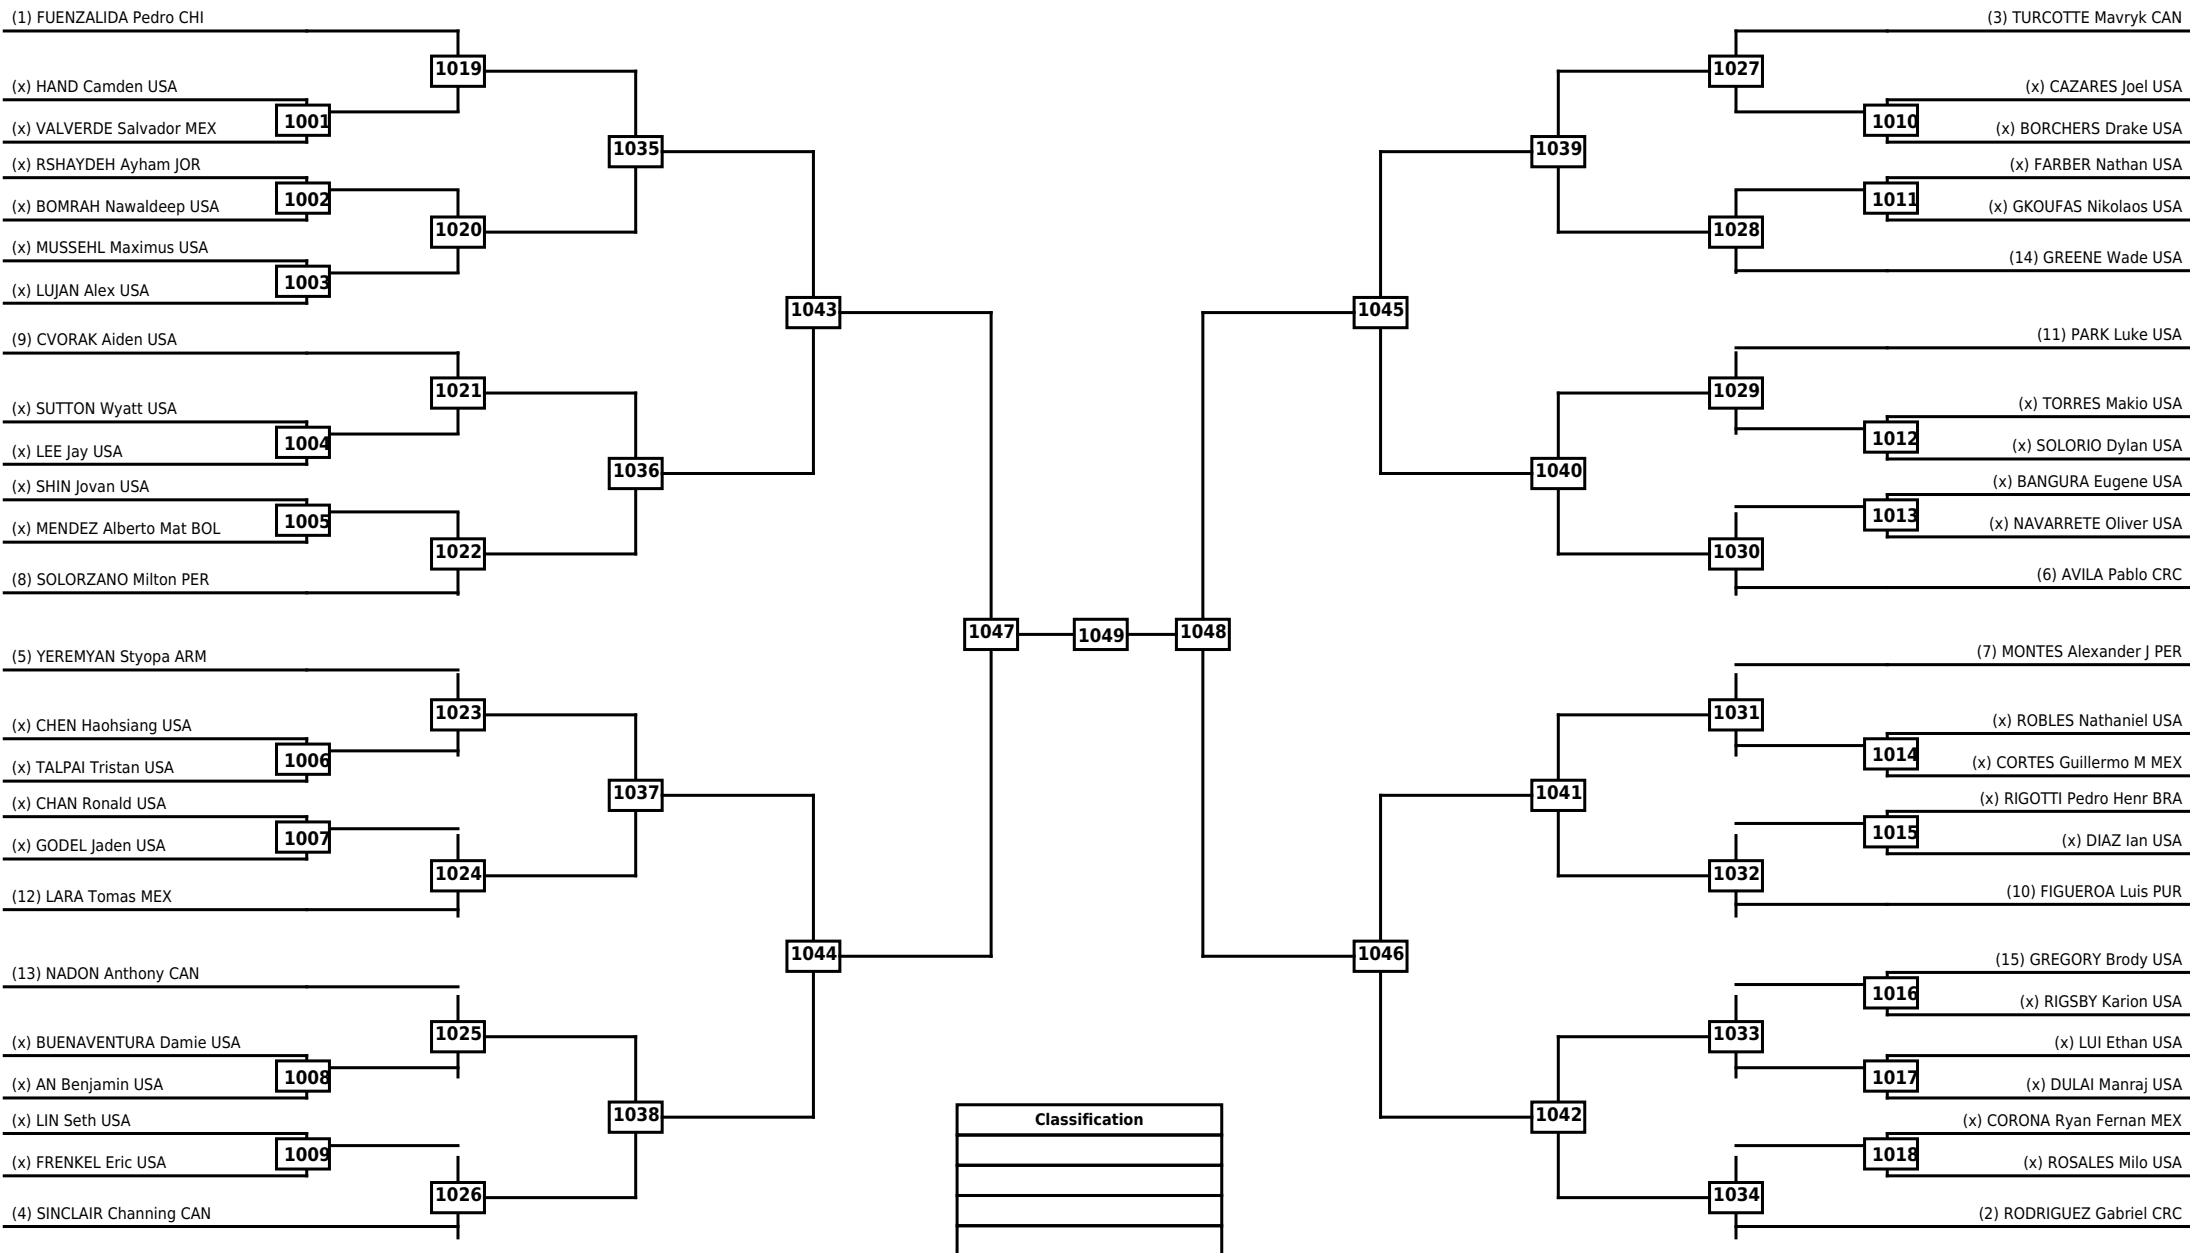 (1) FUENZALIDA Pedro CHI
(x) HAND Camden USA
(x) VALVERDE Salvador MEX
(x) RSHAYDEH Ayham JOR
(x) BOMRAH Nawaldeep USA
(x) MUSSEHL Maximus USA
(x) LUJAN Alex USA
(9) CVORAK Aiden USA
(x) SUTTON Wyatt USA
(x) LEE Jay USA
(x) SHIN Jovan USA
(x) MENDEZ Alberto Mat BOL
(8) SOLORZANO Milton PER
(5) YEREMYAN Styopa ARM
(x) CHEN Haohsiang USA
(x) TALPAI Tristan USA
(x) CHAN Ronald USA
(x) GODEL Jaden USA
(12) LARA Tomas MEX
(13) NADON Anthony CAN
(x) BUENAVENTURA Damie USA
(x) AN Benjamin USA
(x) LIN Seth USA
(x) FRENKEL Eric USA
(4) SINCLAIR Channing CAN
1001
1002
1003
1004
1005
1006
1007
1008
1009
1019
1020
1021
1022
1023
1024
1025
1026
1035
1036
1037
1038
1043
1044
1047
1049
1048
1045
1046
1039
1040
1041
1042
1027
1028
1029
1030
1031
1032
1033
1034
1010
1011
1012
1013
1014
1015
1016
1017
1018
(3) TURCOTTE Mavryk CAN
(x) CAZARES Joel USA
(x) BORCHERS Drake USA
(x) FARBER Nathan USA
(x) GKOUFAS Nikolaos USA
(14) GREENE Wade USA
(11) PARK Luke USA
(x) TORRES Makio USA
(x) SOLORIO Dylan USA
(x) BANGURA Eugene USA
(x) NAVARRETE Oliver USA
(6) AVILA Pablo CRC
(7) MONTES Alexander J PER
(x) ROBLES Nathaniel USA
(x) CORTES Guillermo M MEX
(x) RIGOTTI Pedro Henr BRA
(x) DIAZ Ian USA
(10) FIGUEROA Luis PUR
(15) GREGORY Brody USA
(x) RIGSBY Karion USA
(x) LUI Ethan USA
(x) DULAI Manraj USA
(x) CORONA Ryan Fernan MEX
(x) ROSALES Milo USA
(2) RODRIGUEZ Gabriel CRC
Classification